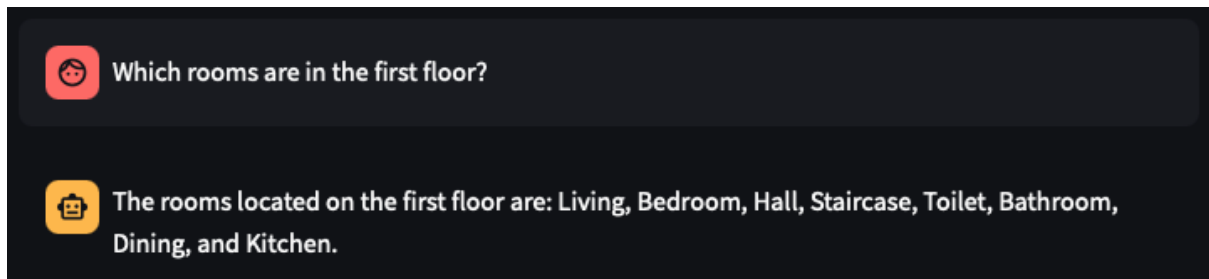 Which rooms are in the first floor?
The rooms located on the first floor are: Living, Bedroom, Hall, Staircase, Toilet, Bathroom,
Dining, and Kitchen.